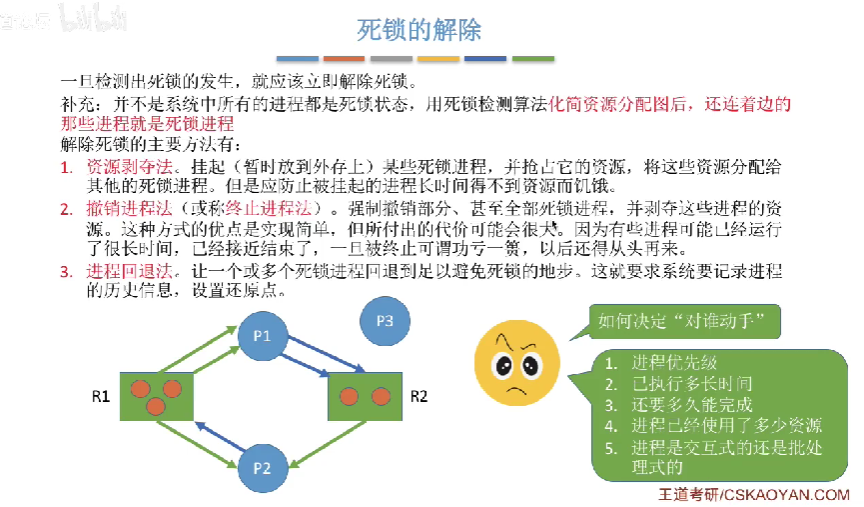 bilibili
死锁的解除
一旦检测出死锁的发生，就应该立即解除死锁。
补充：并不是系统中所有的进程都是死锁状态，用死锁检测算法化简资源分配图后，还连着边的
那些进程就是死锁进程
解除死锁的主要方法有：
1. 资源剥夺法。挂起（暂时放到外存上）某些死锁进程，并抢占它的资源，将这些资源分配给
其他的死锁进程。但是应防止被挂起的进程长时间得不到资源而饥饿。
2. 撤销进程法（或称终止进程法）。强制撤销部分、甚至全部死锁进程，并剥夺这些进程的资
源。这种方式的优点是实现简单，但所付出的代价可能会很大。因为有些进程可能已经运行
了很长时间，已经接近结束了，一旦被终止可谓功亏一篑，以后还得从头再来。
3. 进程回退法。让一个或多个死锁进程回退到足以避免死锁的地步。这就要求系统要记录进程
的历史信息，设置还原点。
P1
P3
R1
R2
P2
如何决定“对谁动手”
1. 进程优先级
2. 已执行多长时间
3. 还要多久能完成
4. 进程已经使用了多少资源
5. 进程是交互式的还是批处
理式的
王道考研/CSKAOYAN.COM